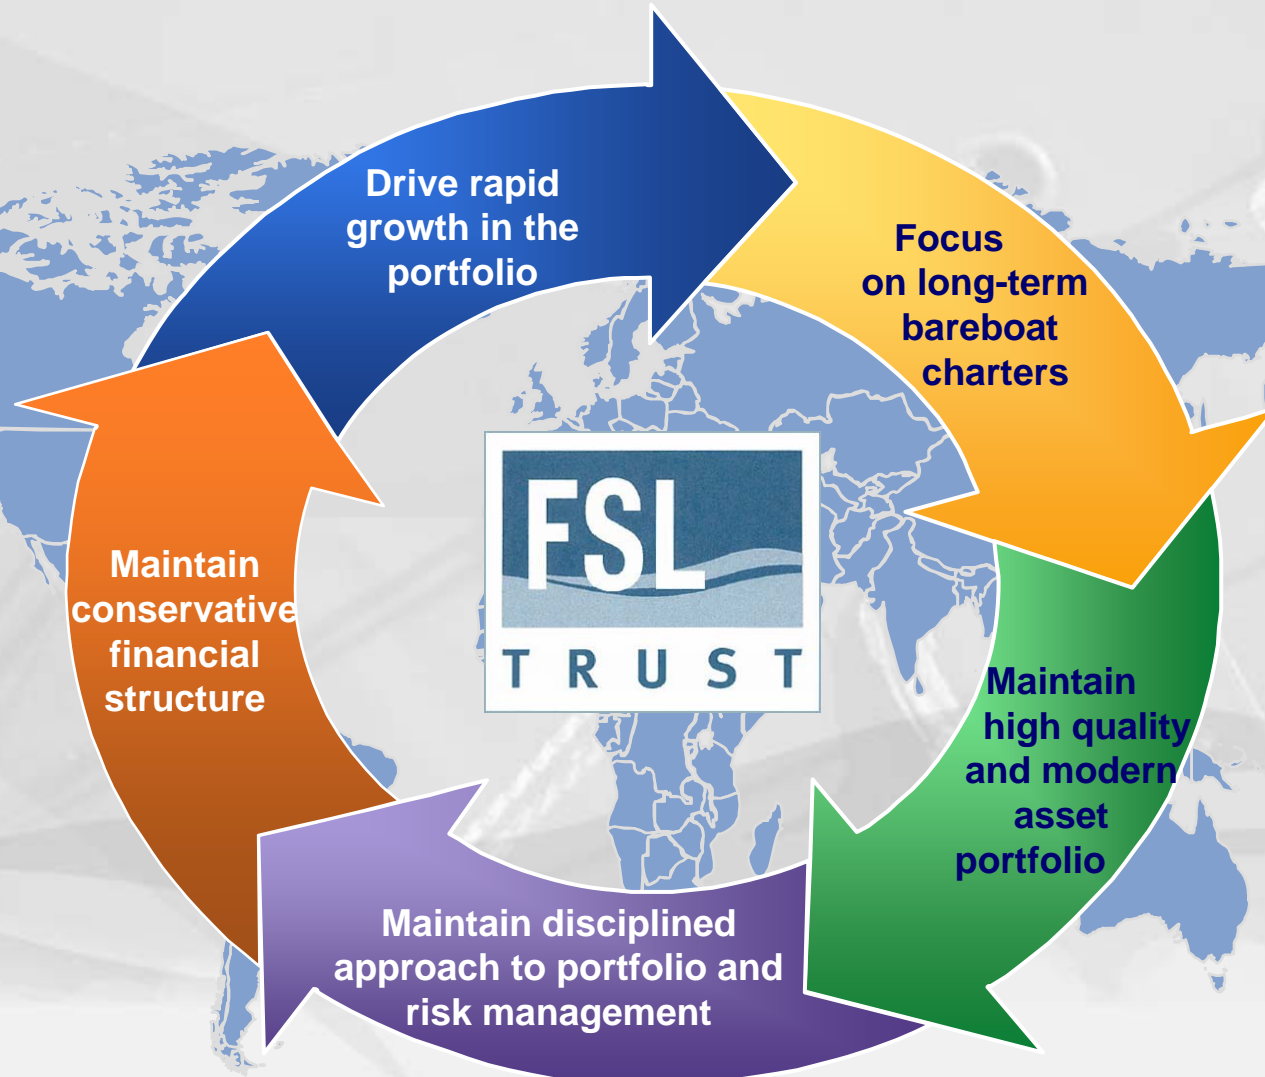 Drive rapid
growth in the
portfolio
Focus
on long-term
bareboat
charters
Maintain
high quality
and modern
asset
portfolio
Maintain disciplined
approach to portfolio and
risk management
Maintain
conservative
financial
structure
FSL
TRUST